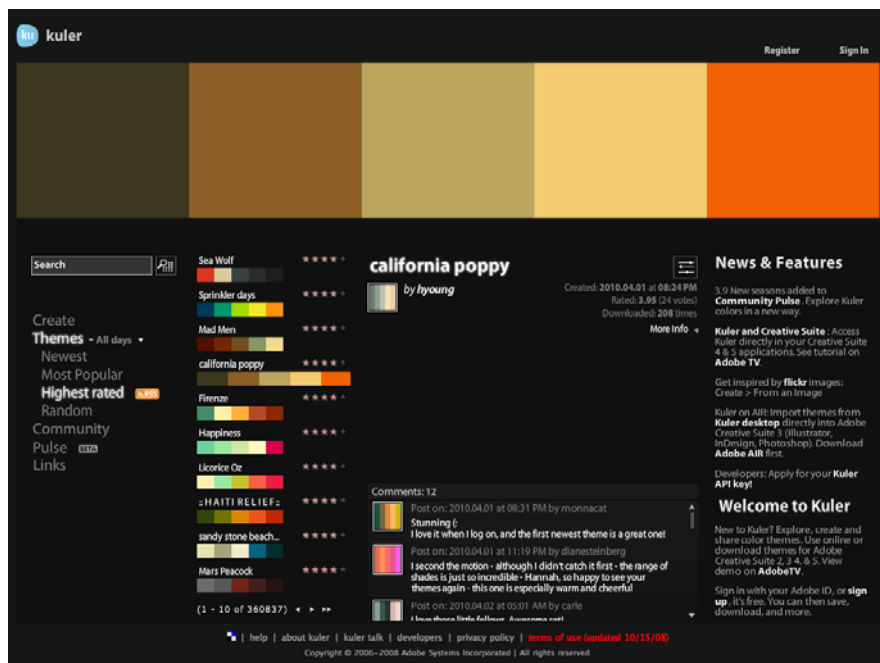 ku kuler
Register Sign In
Search
Create
Themes - All days
Newest
Most Popular
Highest rated RSS
Random
Community
Pulse BETA
Links
Sea Wolf
Sprinkler days
Mad Men
california poppy
Firenze
Happiness
Licorice Oz
::HAITI RELIEF::
sandy stone beach...
Mars Peacock
(1 - 10 of 360837)
california poppy
by hyoung
Created: 2010.04.01 at 08:24 PM
Rated: 3.95 (24 votes)
Downloaded: 208 times
More Info
Comments: 12
Post on: 2010.04.01 at 08:31 PM by monnacat
Stunning (:
I love it when I log on, and the first newest theme is a great one!
Post on: 2010.04.01 at 11:19 PM by dianesteinberg
I second the motion - although I didn't catch it first - the range of
shades is just so incredible - Hannah, so happy to see your
themes again - this one is especially warm and cheerful
Post on: 2010.04.02 at 05:01 AM by carle
I love those little fellows. Awesome set!
News & Features
3.9 New seasons added to
Community Pulse. Explore Kuler
colors in a new way.
Kuler and Creative Suite : Access
Kuler directly in your Creative Suite
4 & 5 applications. See tutorial on
Adobe TV.
Get inspired by flickr images:
Create > From an Image
Kuler on AIR: Import themes from
Kuler desktop directly into Adobe
Creative Suite 3 (Illustrator,
InDesign, Photoshop). Download
Adobe AIR first.
Developers: Apply for your Kuler
API key!
Welcome to Kuler
New to Kuler? Explore, create and
share color themes. Use online or
download themes for Adobe
Creative Suite 2, 3 4. & 5. View
demo on AdobeTV.
Sign in with your Adobe ID, or sign
up, it's free. You can then save,
download, and more.
| help | about kuler | kuler talk | developers | privacy policy | terms of use (updated 10/15/08)
Copyright © 2006-2008 Adobe Systems Incorporated | All rights reserved